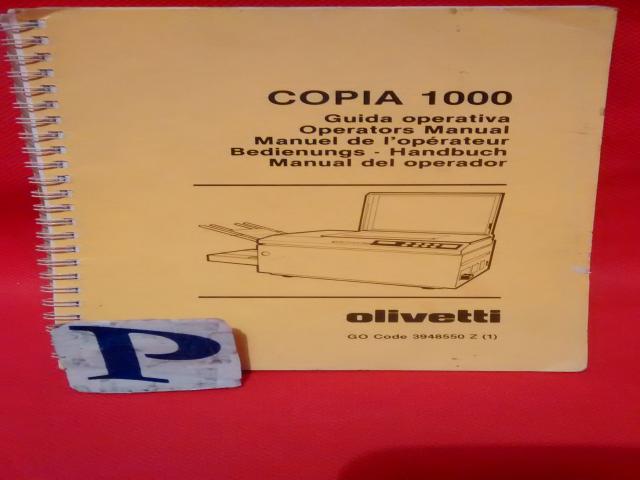 COPIA 1000
Guida operativa
Operators Manual
Manuel de l'opérateur
Bedienungs - Handbuch
Manual del operador
olivetti
GO Code 3948550 Z (1)
P